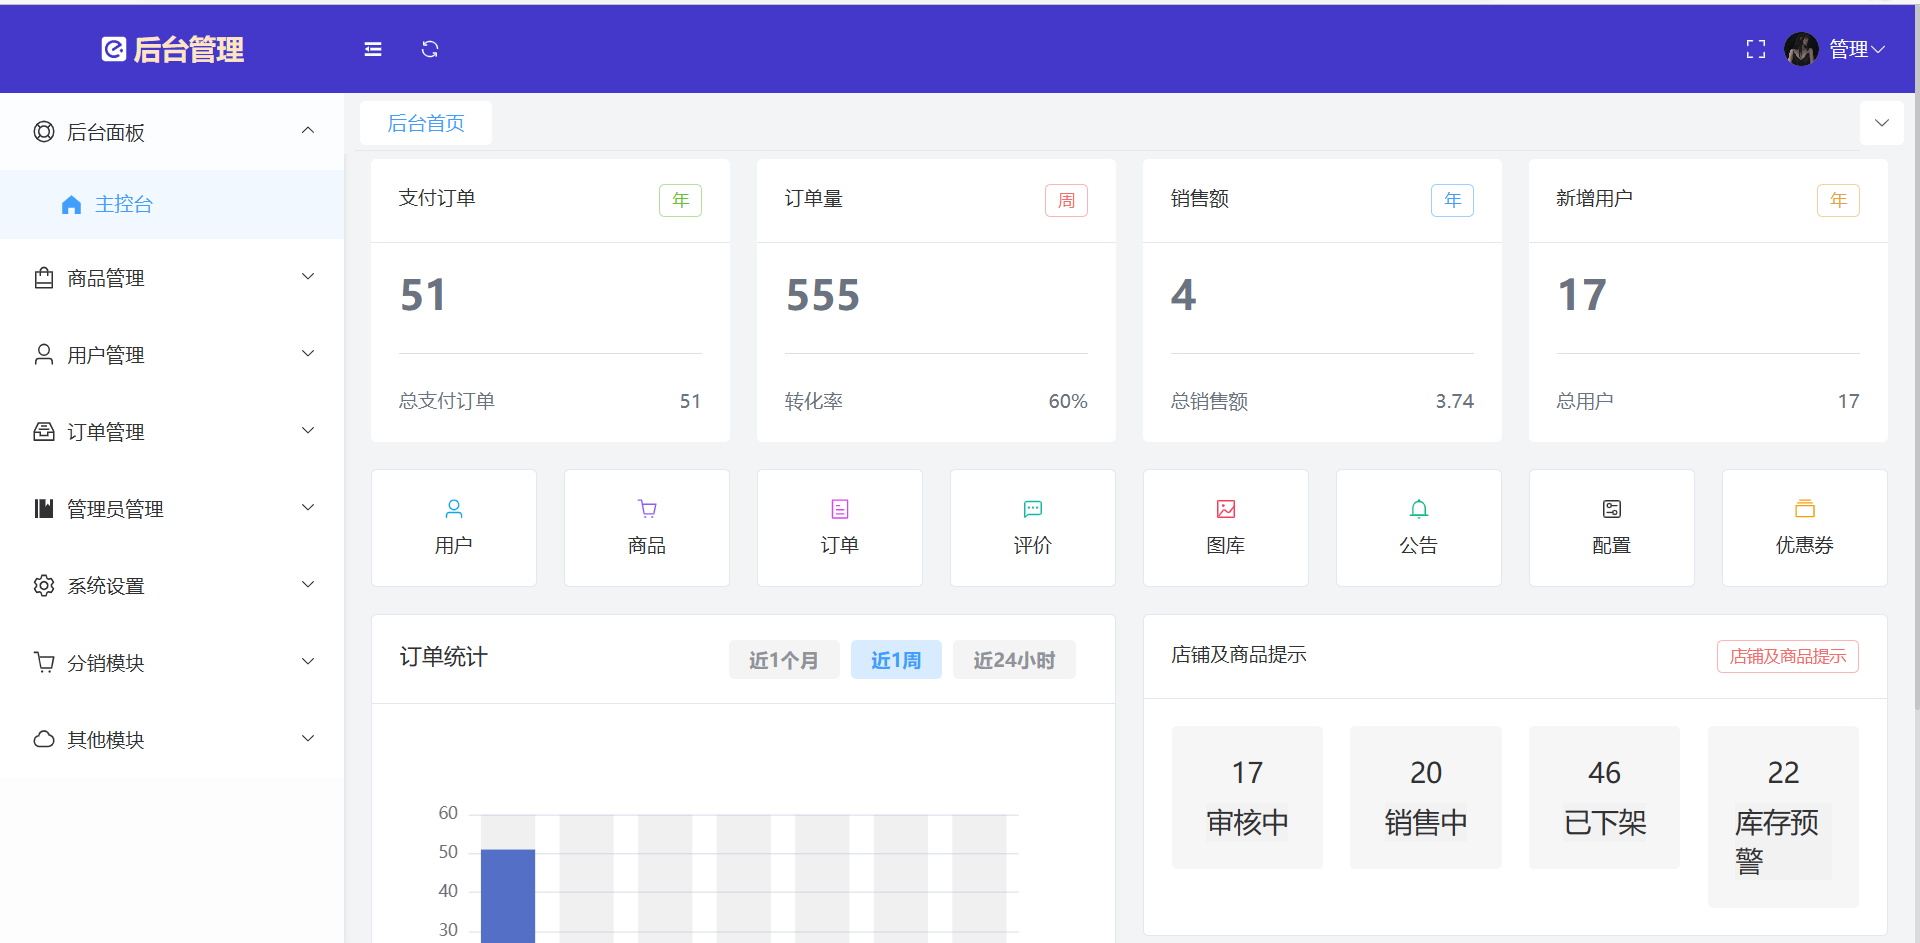 后台管理
管理
后台面板
主控台
商品管理
用户管理
订单管理
管理员管理
系统设置
分销模块
其他模块
后台首页
支付订单 年
51
总支付订单 51
订单量 周
555
转化率 60%
销售额 年
4
总销售额 3.74
新增用户 年
17
总用户 17
用户
商品
订单
评价
图库
公告
配置
优惠券
订单统计 近1个月 近1周 近24小时
60
50
40
30
店铺及商品提示 店铺及商品提示
17
审核中
20
销售中
46
已下架
22
库存预
警